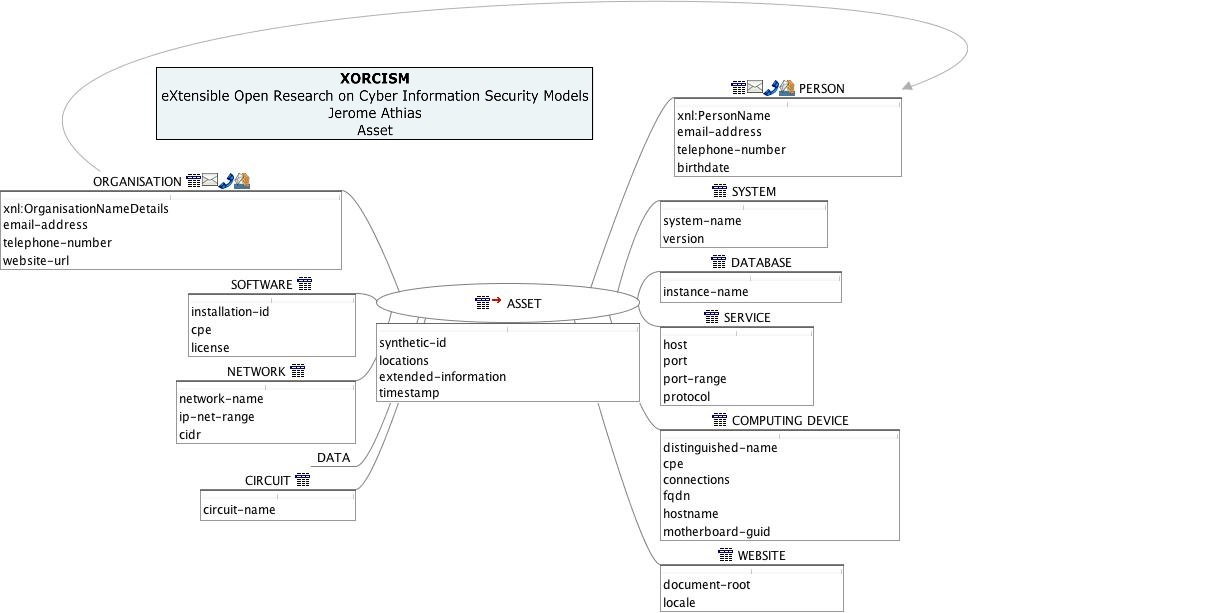 XORCISM
eXtensible Open Research on Cyber Information Security Models
Jerome Athias
Asset
ORGANISATION
xnl:OrganisationNameDetails
email-address
telephone-number
website-url
SOFTWARE
installation-id
cpe
license
NETWORK
network-name
ip-net-range
cidr
DATA
CIRCUIT
circuit-name
ASSET
synthetic-id
locations
extended-information
timestamp
PERSON
xnl:PersonName
email-address
telephone-number
birthdate
SYSTEM
system-name
version
DATABASE
instance-name
SERVICE
host
port
port-range
protocol
COMPUTING DEVICE
distinguished-name
cpe
connections
fqdn
hostname
motherboard-guid
WEBSITE
document-root
locale